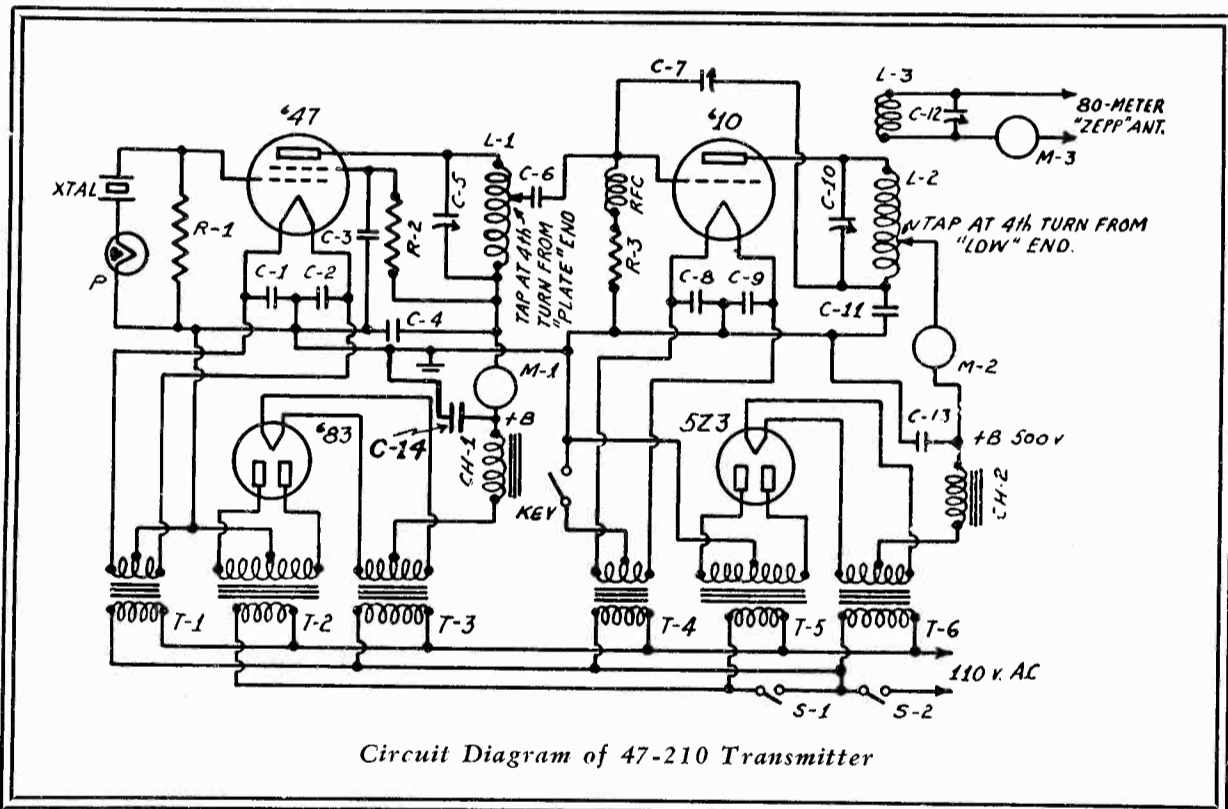 C-7
L-3
'47
'10
C-12
80-METER
"ZEPP" ANT.
M-3
L-1
C-6
C-5
C-10
L-2
XTAL
R-1
C-3
R-2
RFC
TAP AT 4th TURN FROM
"LOW" END.
P
C-1
C-2
TAP AT 4th
TURN FROM
"PLATE" END
R-3
C-8
C-9
C-11
C-4
M-1
M-2
+B
'83
C-14
CH-1
5Z3
C-13
+B 500 v
KEY
CH-2
T-1
T-2
T-3
T-4
T-5
T-6
110 v. AC
S-1
S-2
Circuit Diagram of 47-210 Transmitter